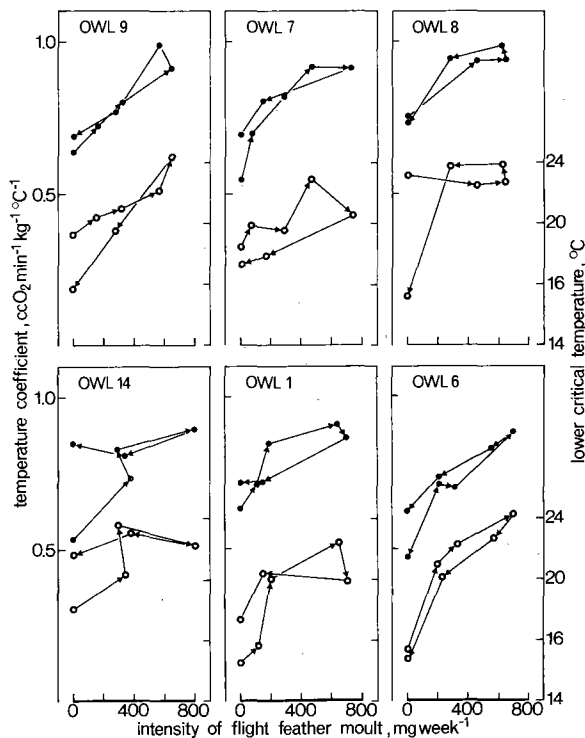 OWL 9
OWL 7
OWL 8
1.0
0.5
24
22
20
16
14
OWL 14
OWL 1
OWL 6
1.0
0.5
24
20
16
14
0 400 800
0 400 800
0 400 800
temperature coefficient, ccO₂ min⁻¹ kg⁻¹ °C⁻¹
lower critical temperature, °C
intensity of flight feather moult, mg week⁻¹